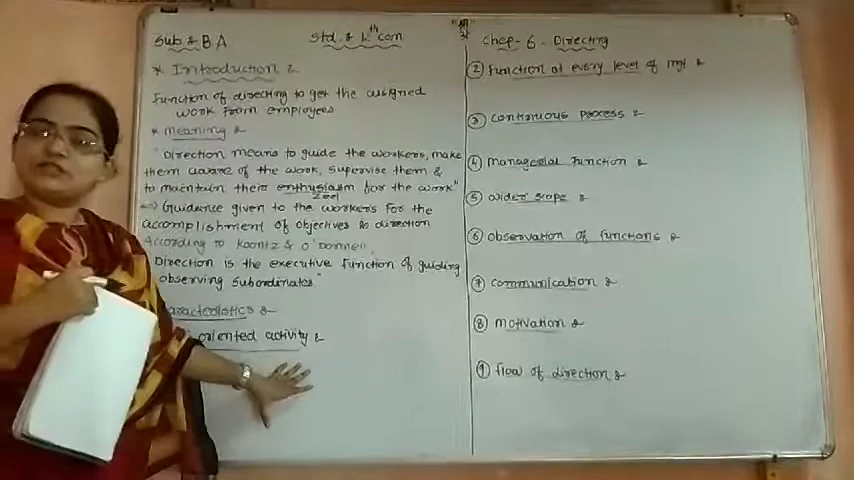 Sub & BA
Std & 12th com
* Introduction &
Function of directing to get the assigned
work from employees
* Meaning &
"Direction means to guide the workers, make
them aware of the work, supervise them &
to maintain their enthusiasm for the work"
zeal
Guidance given to the workers for the
accomplishment of objectives is direction
According to Koontz & O'Donnell
Direction is the executive function of guiding
observing subordinates"
aracteristics &
oriented activity &
Chap-6. Directing
(2) Function at every level of mgt &
(3) continuous process &
(4) managerial function &
(5) wider scope &
(6) observation of functions &
(7) communication &
(8) motivation &
(9) flow of direction &